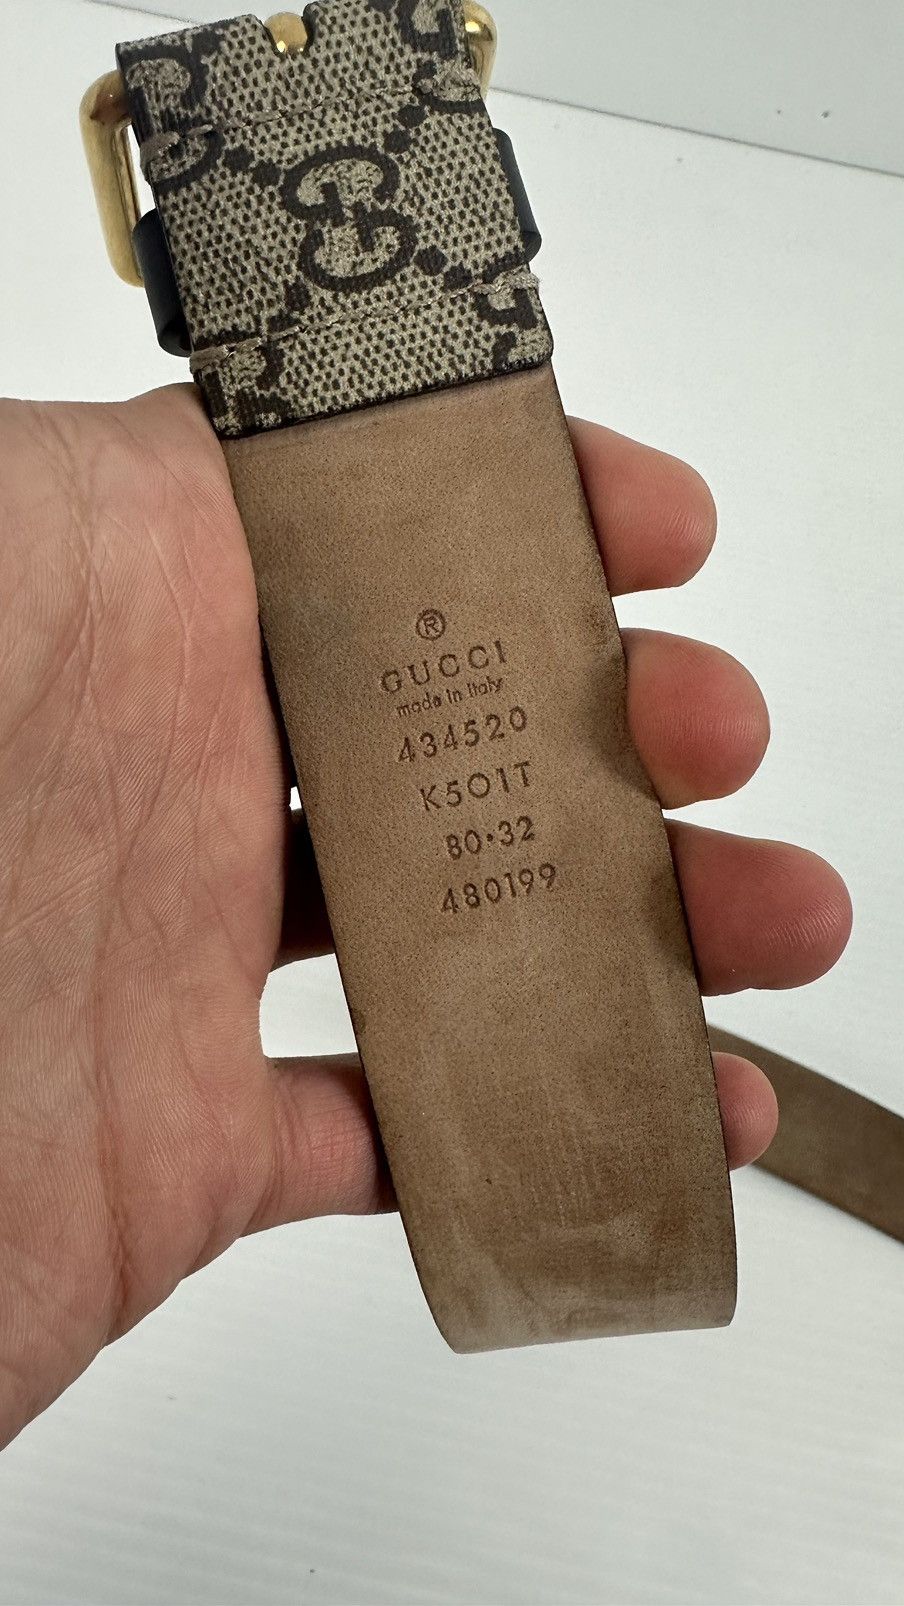 ®
GUCCI
made in italy
434520
K5O1T
80·32
480199